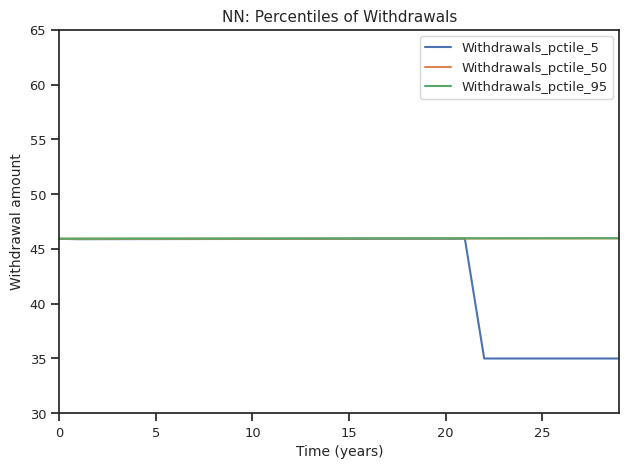 NN: Percentiles of Withdrawals
65
60
55
50
45
40
35
30
Withdrawal amount
Withdrawals_pctile_5
Withdrawals_pctile_50
Withdrawals_pctile_95
0 5 10 15 20 25
Time (years)